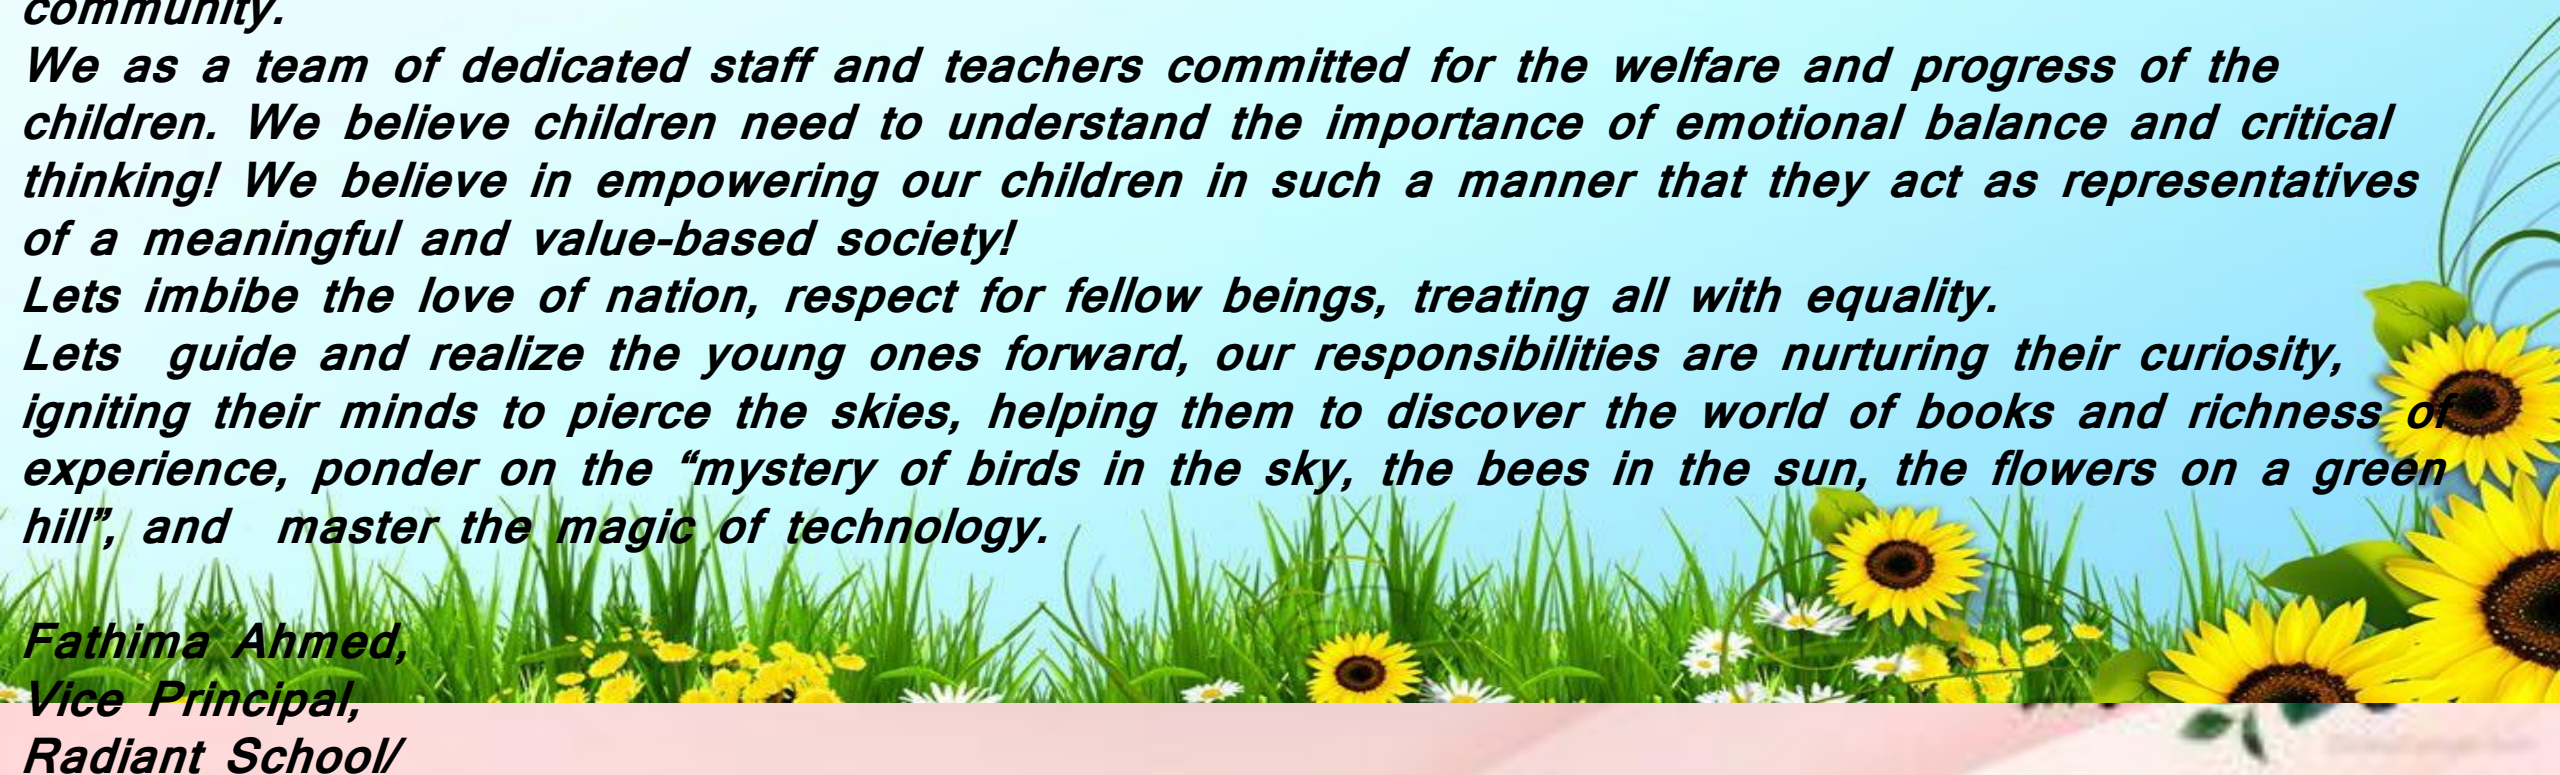 community.
We as a team of dedicated staff and teachers committed for the welfare and progress of the
children. We believe children need to understand the importance of emotional balance and critical
thinking! We believe in empowering our children in such a manner that they act as representatives
of a meaningful and value-based society!
Lets imbibe the love of nation, respect for fellow beings, treating all with equality.
Lets guide and realize the young ones forward, our responsibilities are nurturing their curiosity,
igniting their minds to pierce the skies, helping them to discover the world of books and richness of
experience, ponder on the “mystery of birds in the sky, the bees in the sun, the flowers on a green
hill”, and master the magic of technology.
Fathima Ahmed,
Vice Principal,
Radiant School/